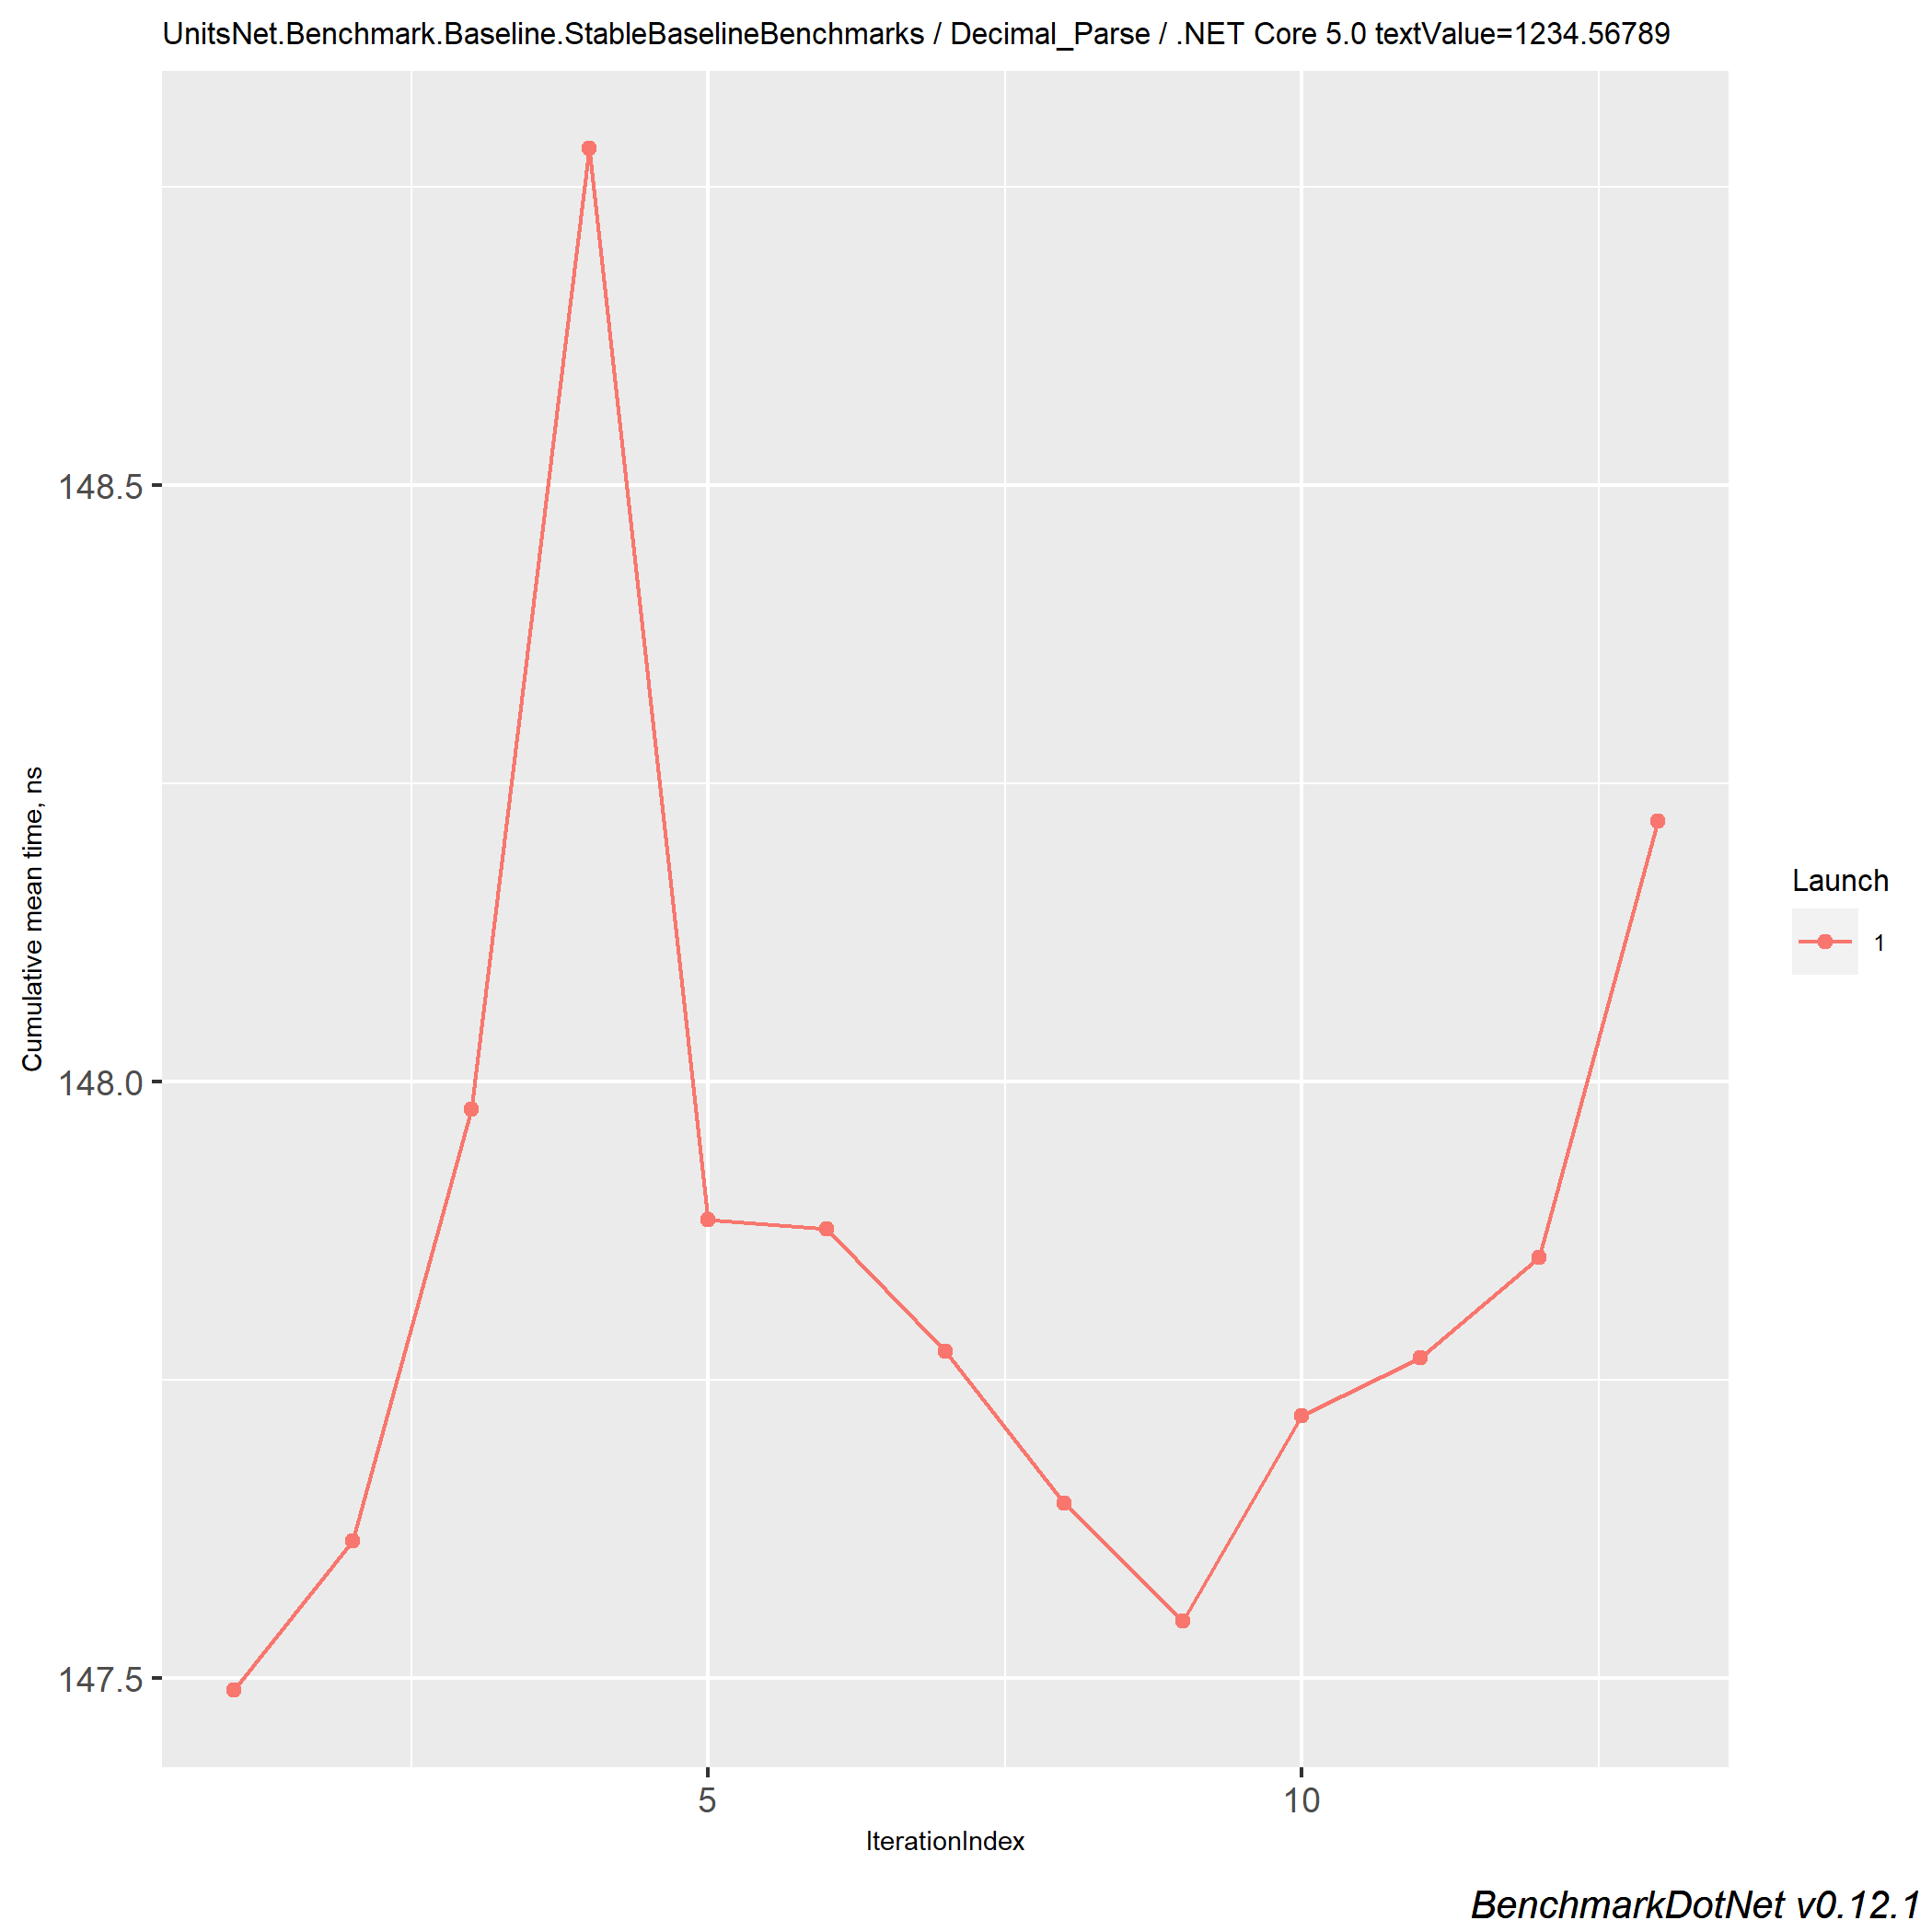 UnitsNet.Benchmark.Baseline.StableBaselineBenchmarks / Decimal_Parse / .NET Core 5.0 textValue=1234.56789
148.5
148.0
147.5
Cumulative mean time, ns
5
10
IterationIndex
Launch
1
BenchmarkDotNet v0.12.1